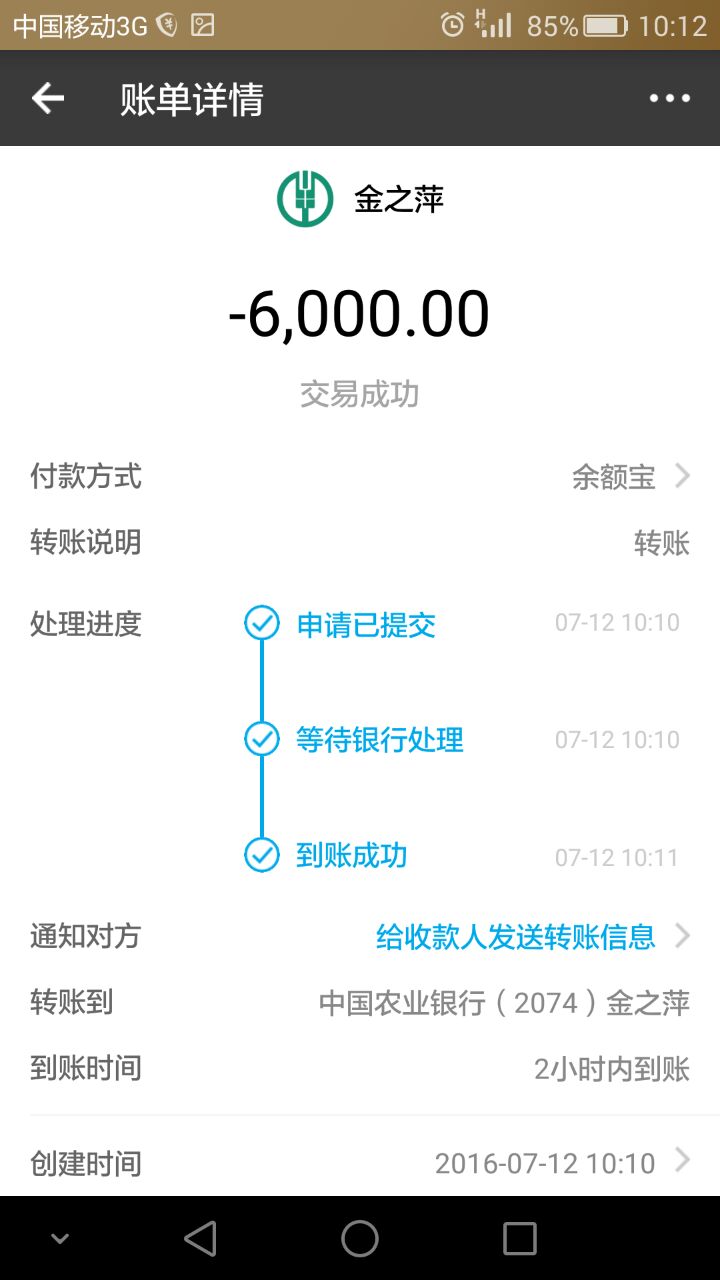 中国移动3G H 85% 10:12
账单详情
金之萍
-6,000.00
交易成功
付款方式 余额宝
转账说明 转账
处理进度 申请已提交 07-12 10:10
等待银行处理 07-12 10:10
到账成功 07-12 10:11
通知对方 给收款人发送转账信息
转账到 中国农业银行（2074）金之萍
到账时间 2小时内到账
创建时间 2016-07-12 10:10